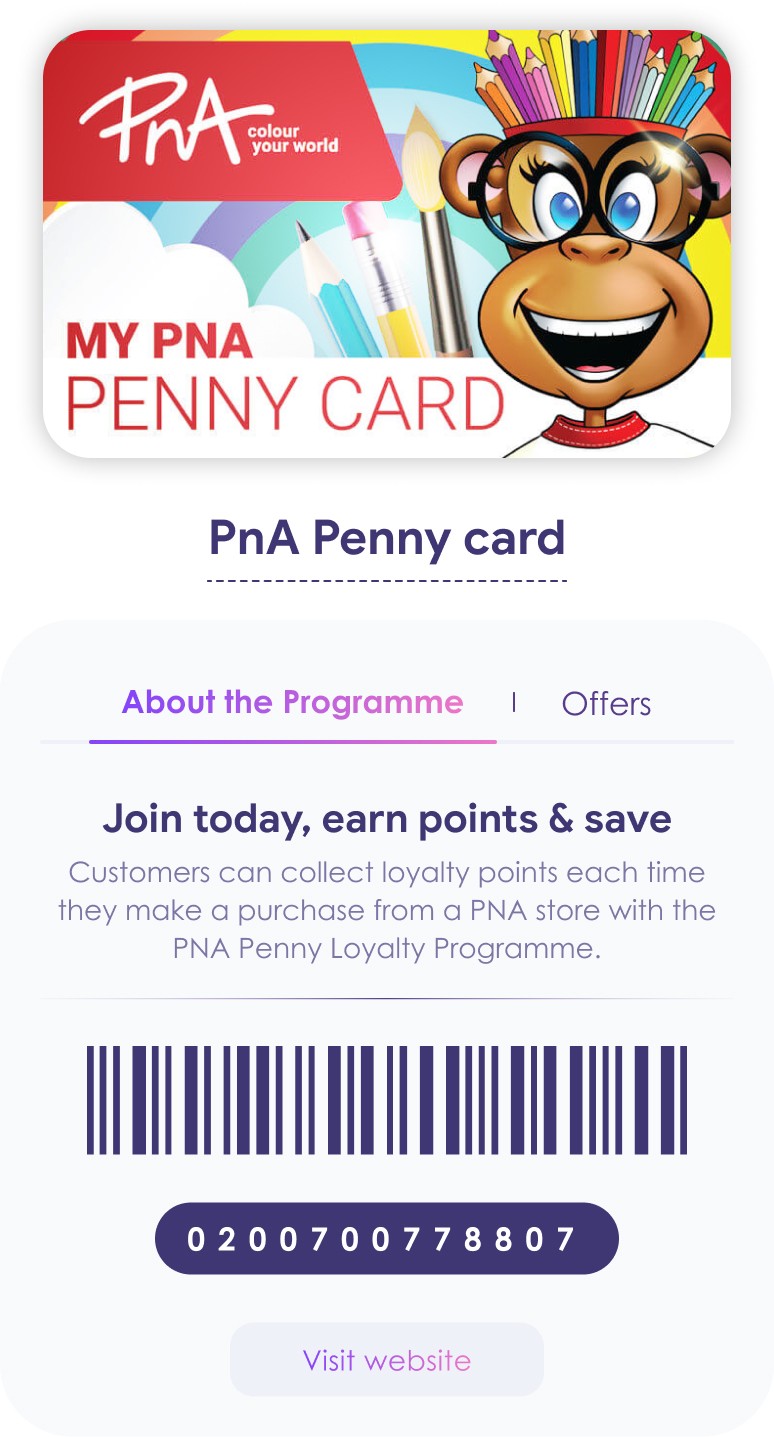 PnA colour
your world
MY PNA
PENNY CARD
PnA Penny card
About the Programme | Offers
Join today, earn points & save
Customers can collect loyalty points each time
they make a purchase from a PNA store with the
PNA Penny Loyalty Programme.
0200700778807
Visit website